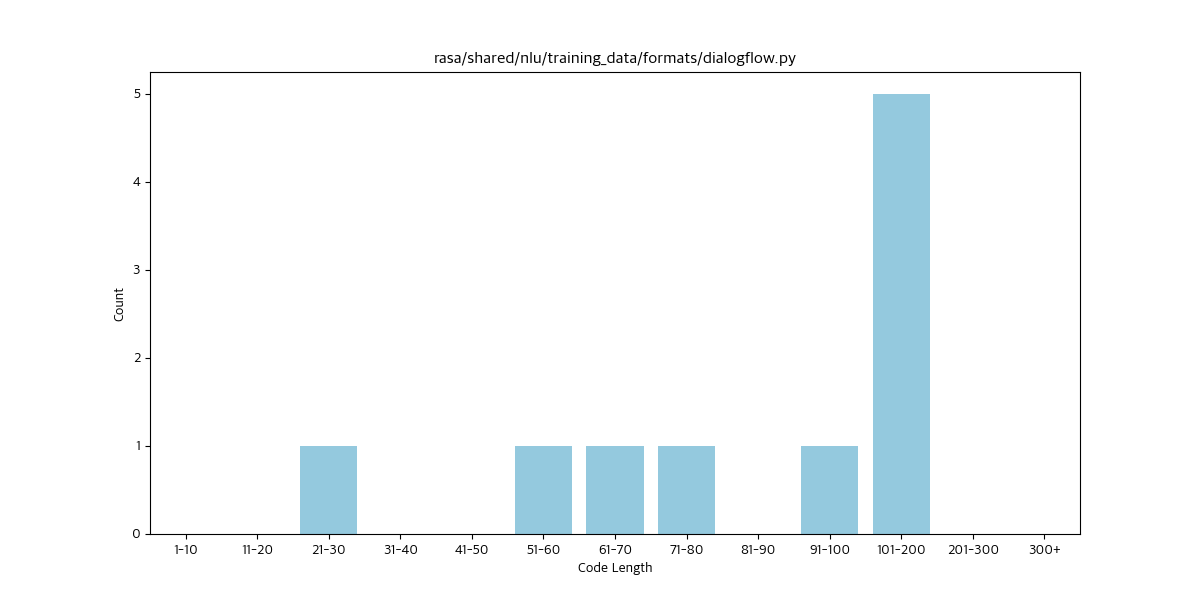 rasa/shared/nlu/training_data/formats/dialogflow.py
5
4
3
2
1
0
Count
1-10 11-20 21-30 31-40 41-50 51-60 61-70 71-80 81-90 91-100 101-200 201-300 300+
Code Length